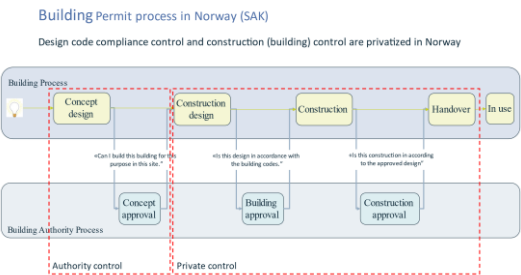 Building Permit process in Norway (SAK)
Design code compliance control and construction (building) control are privatized in Norway
Building Process
Concept
design
Construction
design
Construction
Handover
In use
«Can I build this building for this
purpose in this site.”
«Is this design in accordance with
the building codes.”
«Is this construction in according
to the approved design”
Concept
approval
Building
approval
Construction
approval
Building Authority Process
Authority control
Private control